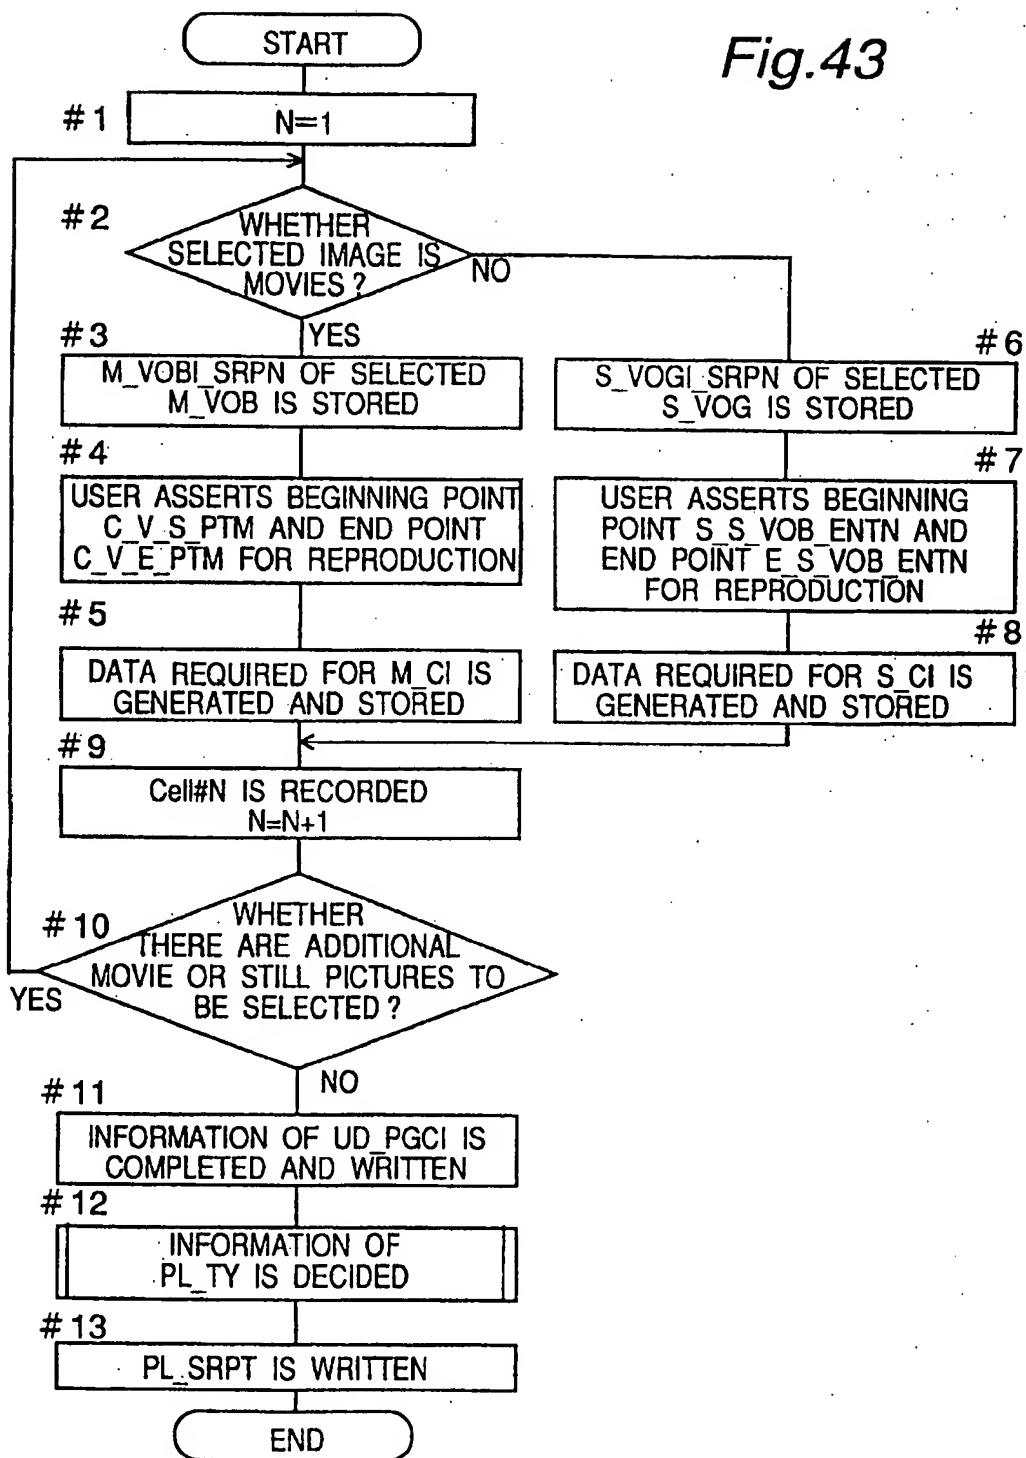 Fig.43
START
#1
N=1
#2
WHETHER
SELECTED IMAGE IS
MOVIES?
NO
YES
#3
M_VOBI_SRPN OF SELECTED
M_VOB IS STORED
#6
S_VOGI_SRPN OF SELECTED
S_VOG IS STORED
#4
USER ASSERTS BEGINNING POINT
C_V_S_PTM AND END POINT
C_V_E_PTM FOR REPRODUCTION
#7
USER ASSERTS BEGINNING
POINT S_S_VOB_ENTN AND
END POINT E_S_VOB_ENTN
FOR REPRODUCTION
#5
DATA REQUIRED FOR M_CI IS
GENERATED AND STORED
#8
DATA REQUIRED FOR S_CI IS
GENERATED AND STORED
#9
Cell#N IS RECORDED
N=N+1
#10
WHETHER
THERE ARE ADDITIONAL
MOVIE OR STILL PICTURES TO
BE SELECTED?
YES
NO
#11
INFORMATION OF UD_PGCI IS
COMPLETED AND WRITTEN
#12
INFORMATION OF
PL_TY IS DECIDED
#13
PL_SRPT IS WRITTEN
END